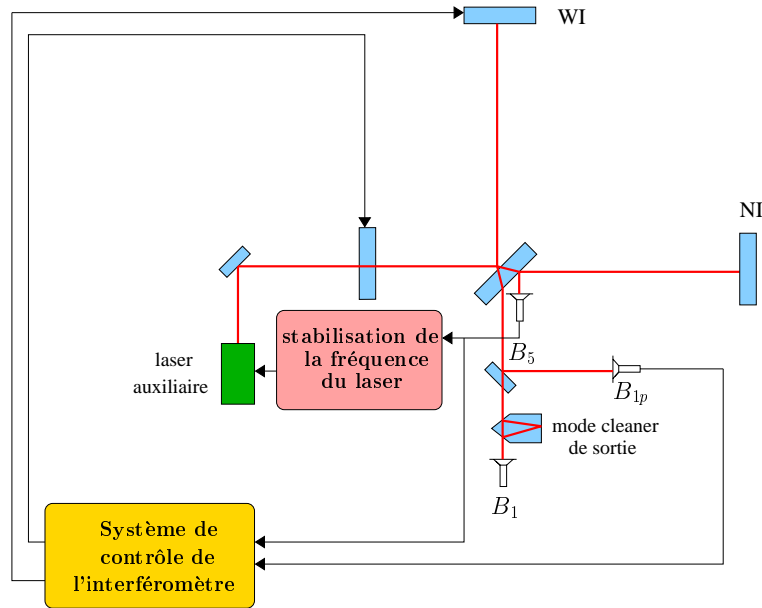 WI
NI
stabilisation de
la fréquence
du laser
laser
auxiliaire
B5
B1p
mode cleaner
de sortie
B1
Système de
contrôle de
l'interféromètre